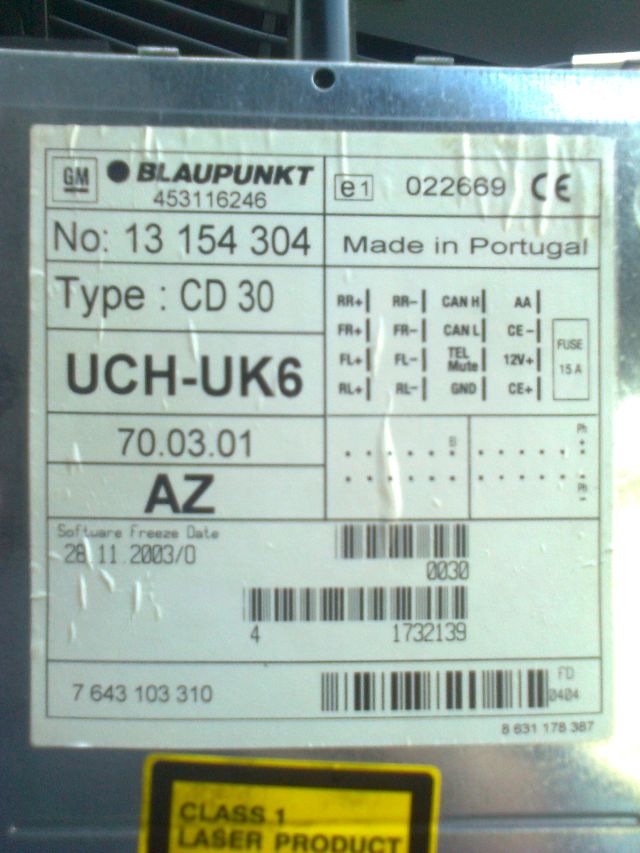 GM BLAUPUNKT
453116246
e1 022669 CE
No: 13 154 304
Made in Portugal
Type : CD 30
UCH-UK6
RR+ RR- CAN H AA
FR+ FR- CAN L CE-
FL+ FL- TEL Mute 12V+
RL+ RL- GND CE+
FUSE
15 A
70.03.01
AZ
B
Ph
+
Ph
-
Software Freeze Date
28 11 2003/0
0030
4 1732139
7 643 103 310
FD
0404
8 631 178 387
CLASS 1
LASER PRODUCT